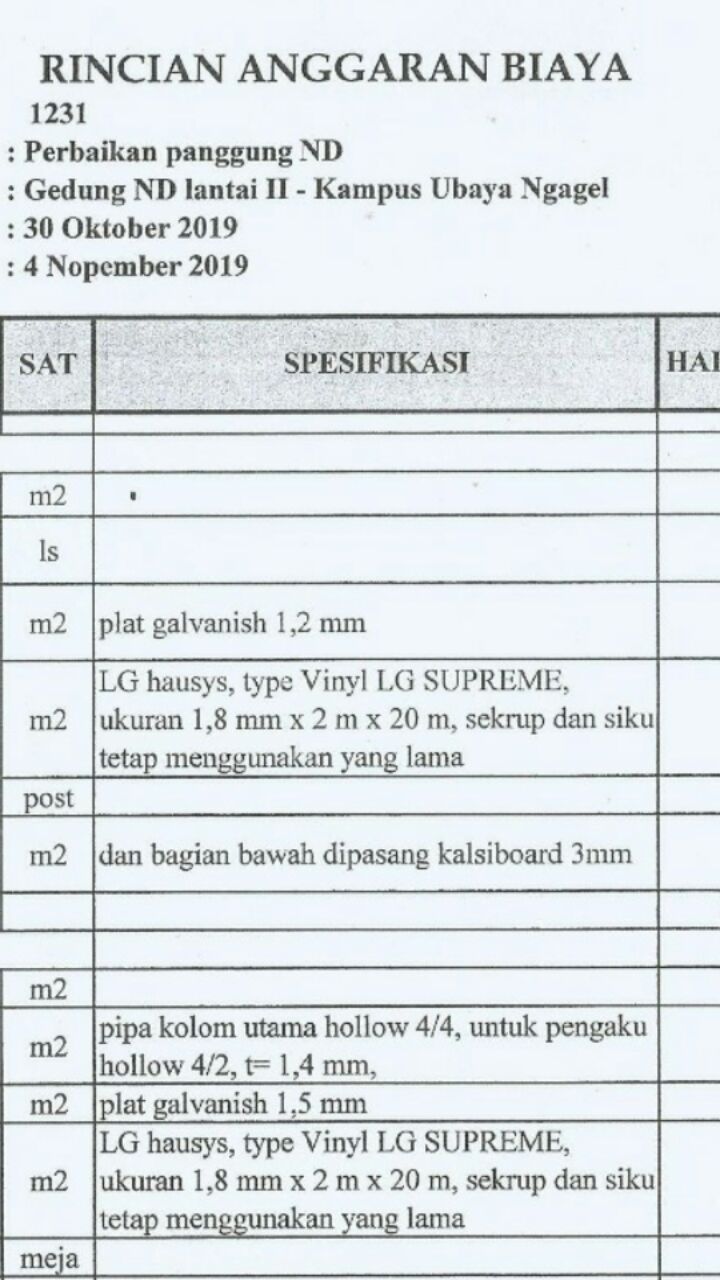 RINCIAN ANGGARAN BIAYA
1231
: Perbaikan panggung ND
: Gedung ND lantai II - Kampus Ubaya Ngagel
: 30 Oktober 2019
: 4 Nopember 2019
SAT SPESIFIKASI HAI
m2
ls
m2 plat galvanish 1,2 mm
LG hausys, type Vinyl LG SUPREME,
m2 ukuran 1,8 mm x 2 m x 20 m, sekrup dan siku
tetap menggunakan yang lama
post
m2 dan bagian bawah dipasang kalsiboard 3mm
m2
pipa kolom utama hollow 4/4, untuk pengaku
m2
hollow 4/2, t= 1,4 mm,
m2 plat galvanish 1,5 mm
LG hausys, type Vinyl LG SUPREME,
m2 ukuran 1,8 mm x 2 m x 20 m, sekrup dan siku
tetap menggunakan yang lama
meja